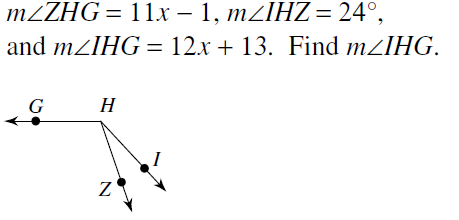 m∠ZHG = 11x − 1, m∠IHZ = 24°,
and m∠IHG = 12x + 13. Find m∠IHG.
G H
I
Z